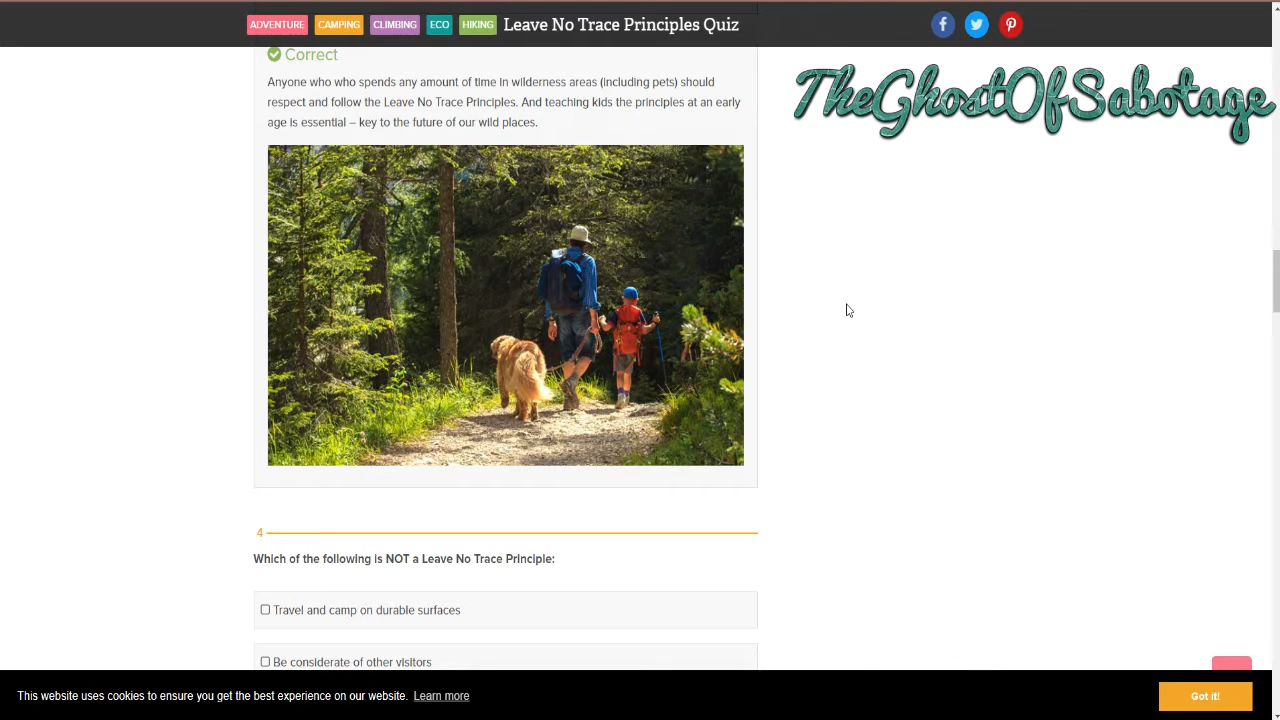 ADVENTURE CAMPING CLIMBING ECO HIKING Leave No Trace Principles Quiz
Correct
TheGhostOfSabotage
Anyone who who spends any amount of time in wilderness areas (including pets) should
respect and follow the Leave No Trace Principles. And teaching kids the principles at an early
age is essential – key to the future of our wild places.
4
Which of the following is NOT a Leave No Trace Principle:
Travel and camp on durable surfaces
Be considerate of other visitors
This website uses cookies to ensure you get the best experience on our website. Learn more
Got it!